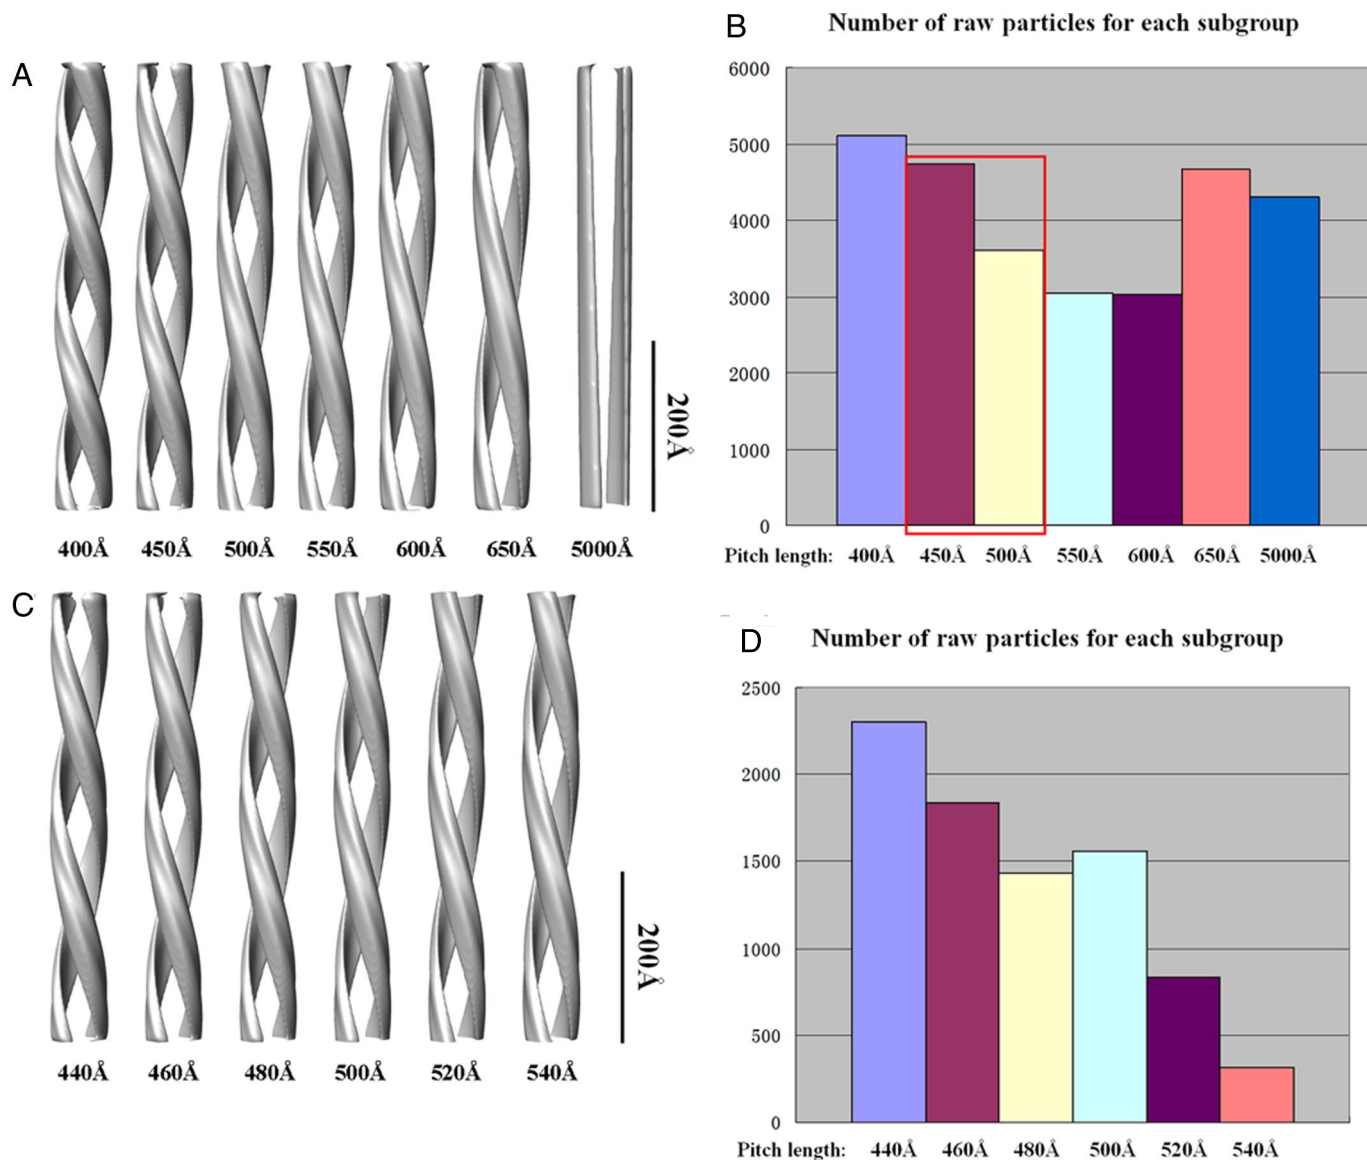 A
400Å 450Å 500Å 550Å 600Å 650Å 5000Å
200Å
B
Number of raw particles for each subgroup
6000
5000
4000
3000
2000
1000
0
Pitch length: 400Å 450Å 500Å 550Å 600Å 650Å 5000Å
C
440Å 460Å 480Å 500Å 520Å 540Å
200Å
D
Number of raw particles for each subgroup
2500
2000
1500
1000
500
0
Pitch length: 440Å 460Å 480Å 500Å 520Å 540Å